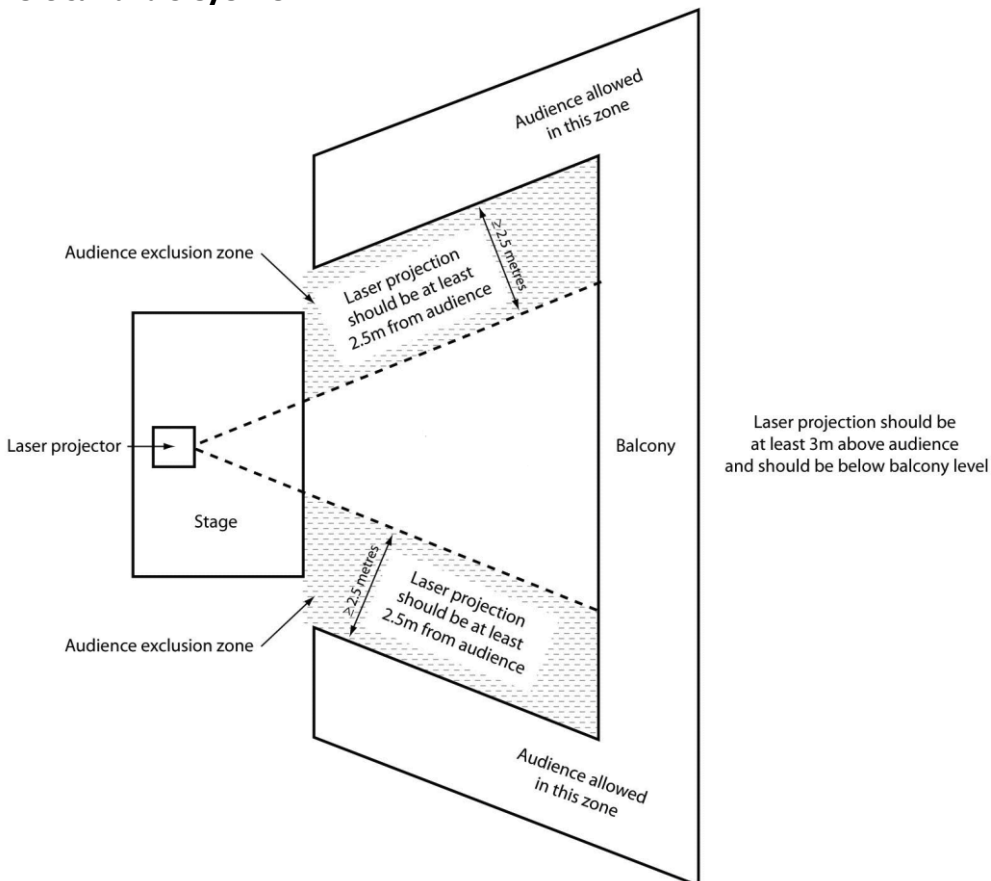 Audience allowed
in this zone
Audience exclusion zone
≥ 2.5 metres
Laser projection
should be at least
2.5m from audience
Laser projector
Stage
Balcony
Laser projection should be
at least 3m above audience
and should be below balcony level
≥ 2.5 metres
Laser projection
should be at least
2.5m from audience
Audience exclusion zone
Audience allowed
in this zone